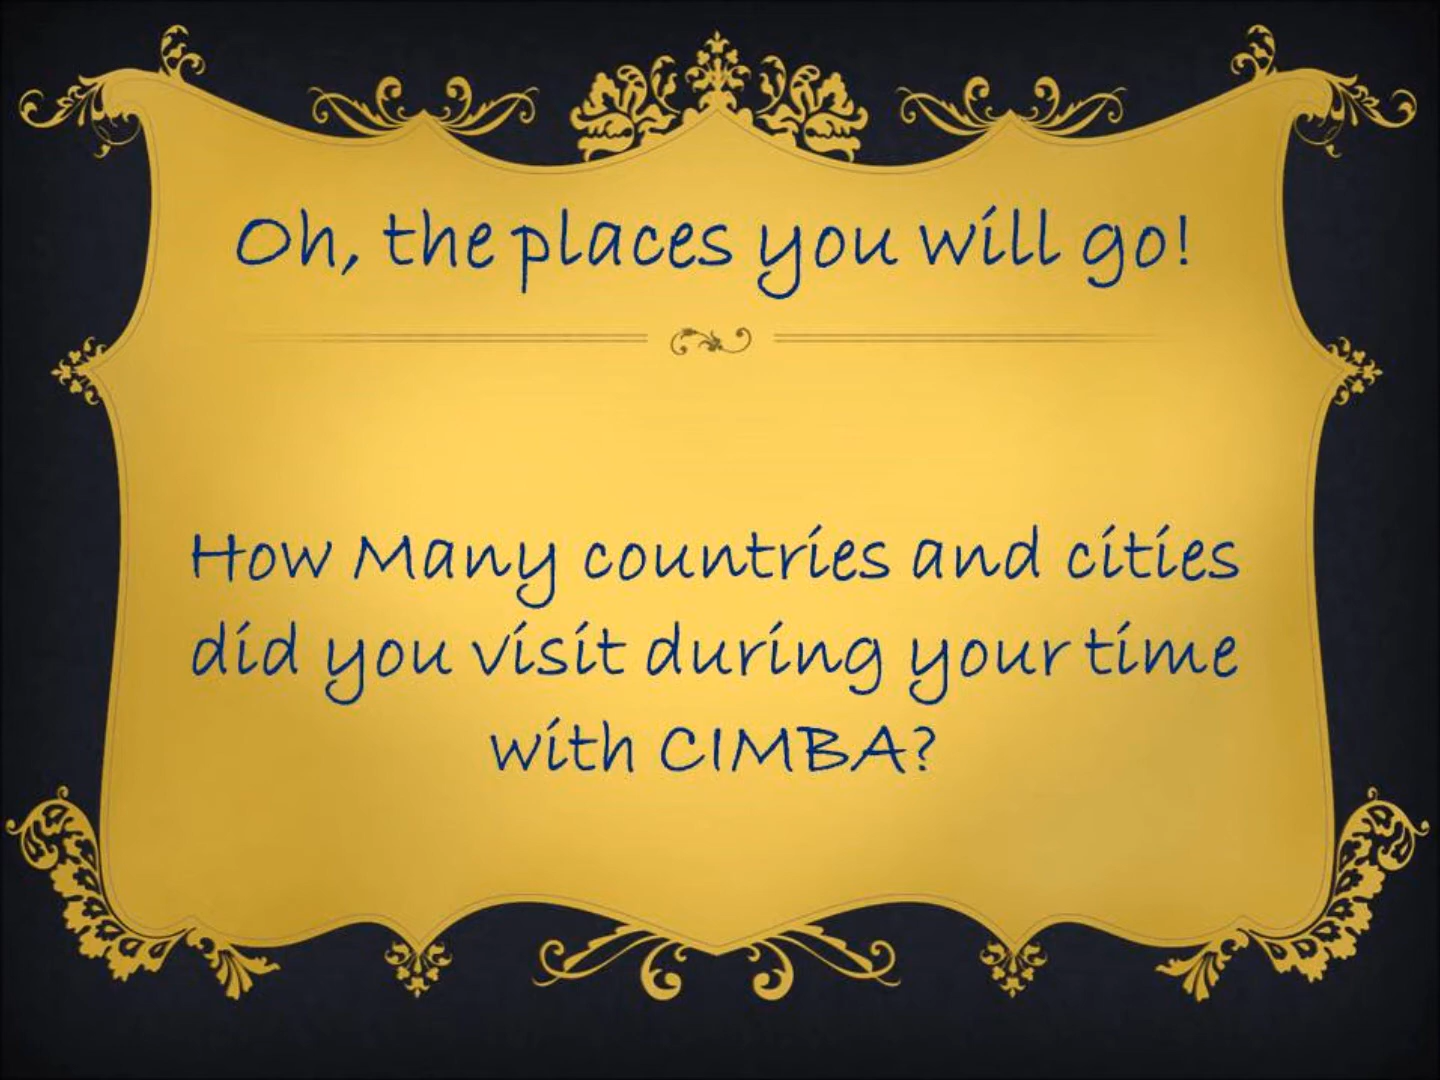 Oh, the places you will go!
How Many countries and cities
did you visit during your time
with CIMBA?